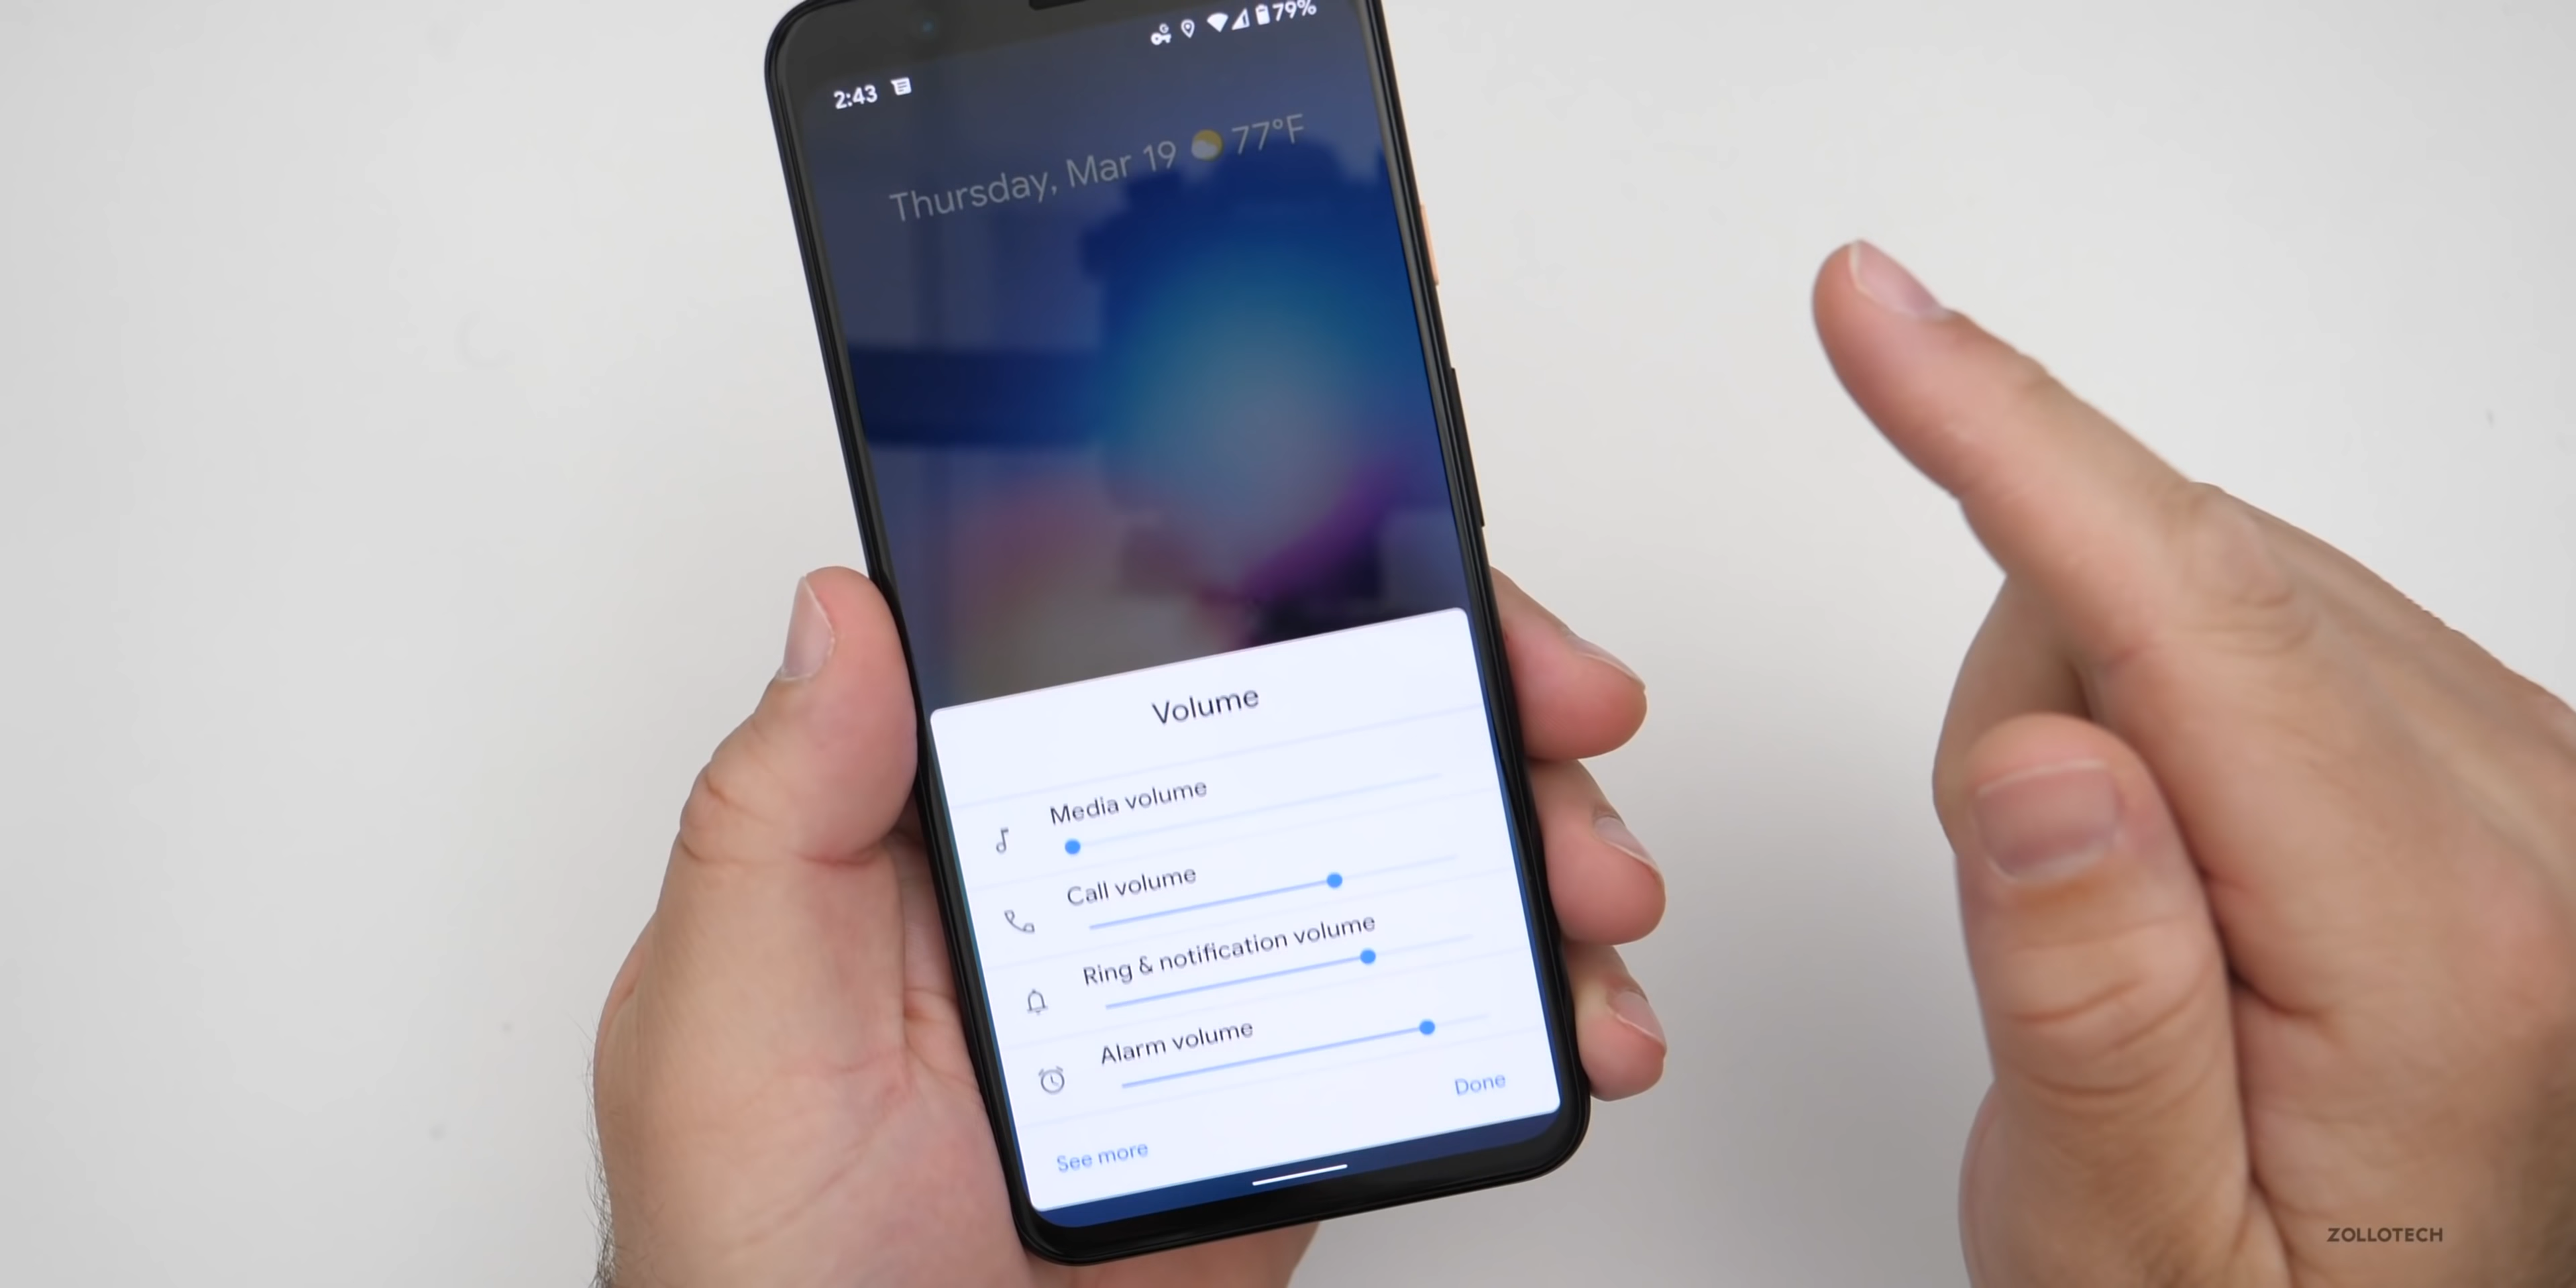 79%
2:43
Thursday, Mar 19 77°F
Volume
Media volume
Call volume
Ring & notification volume
Alarm volume
Done
See more
ZOLLOTECH